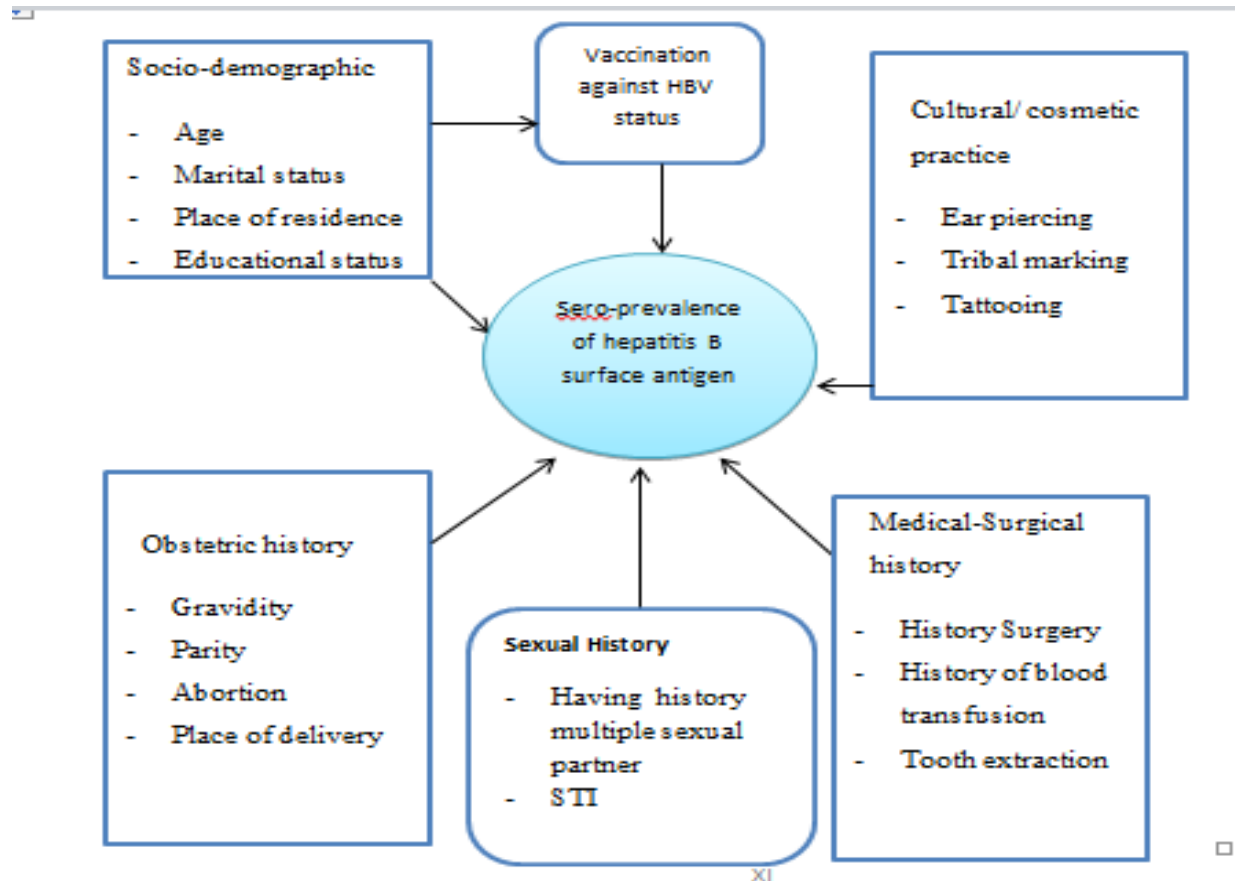 Socio-demographic
- Age
- Marital status
- Place of residence
- Educational status
Vaccination
against HBV
status
Cultural/ cosmetic
practice
- Ear piercing
- Tribal marking
- Tattooing
Sero-prevalence
of hepatitis B
surface antigen
Obstetric history
- Gravidity
- Parity
- Abortion
- Place of delivery
Sexual History
- Having history
multiple sexual
partner
- STI
Medical-Surgical
history
- History Surgery
- History of blood
transfusion
- Tooth extraction
XI